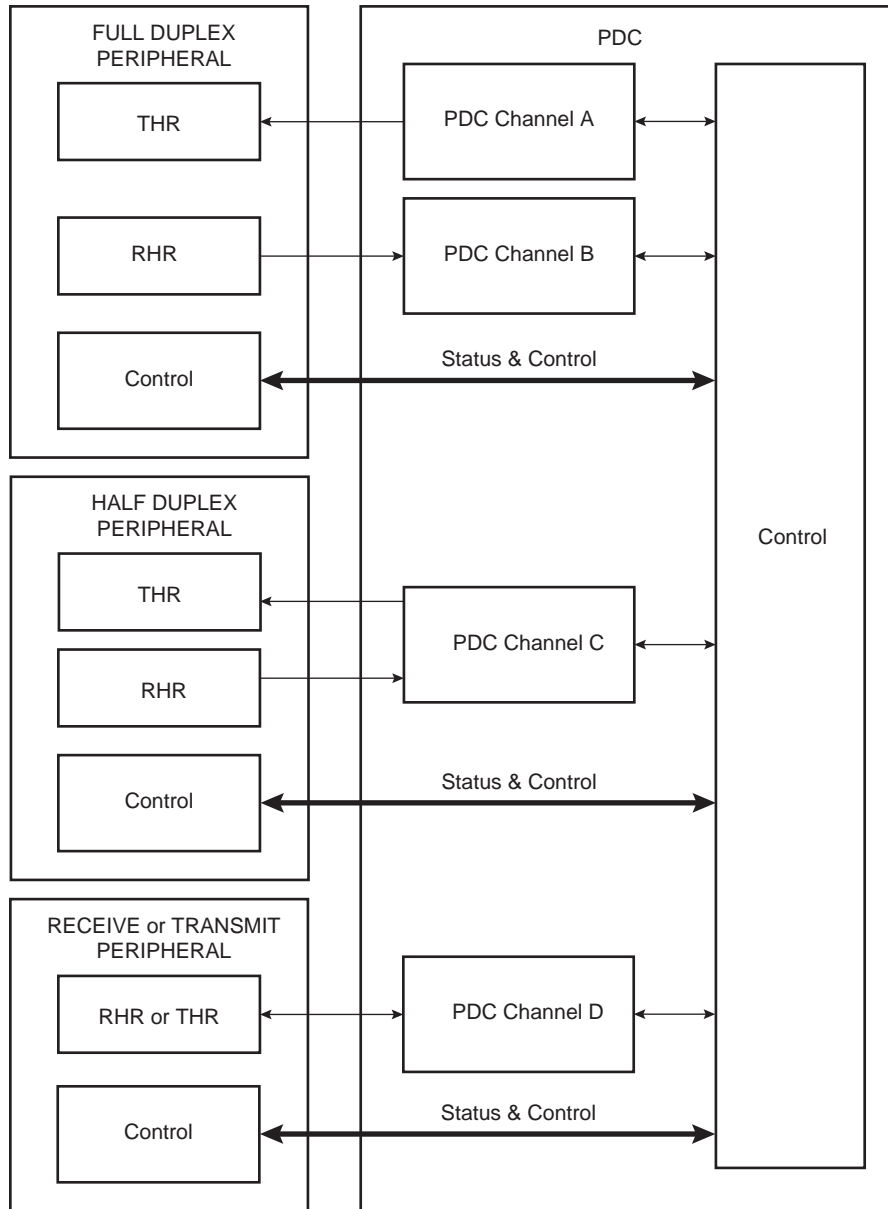 FULL DUPLEX
PERIPHERAL
THR
RHR
Control
PDC
PDC Channel A
PDC Channel B
Status & Control
Control
HALF DUPLEX
PERIPHERAL
THR
RHR
Control
PDC Channel C
Status & Control
RECEIVE or TRANSMIT
PERIPHERAL
RHR or THR
Control
PDC Channel D
Status & Control